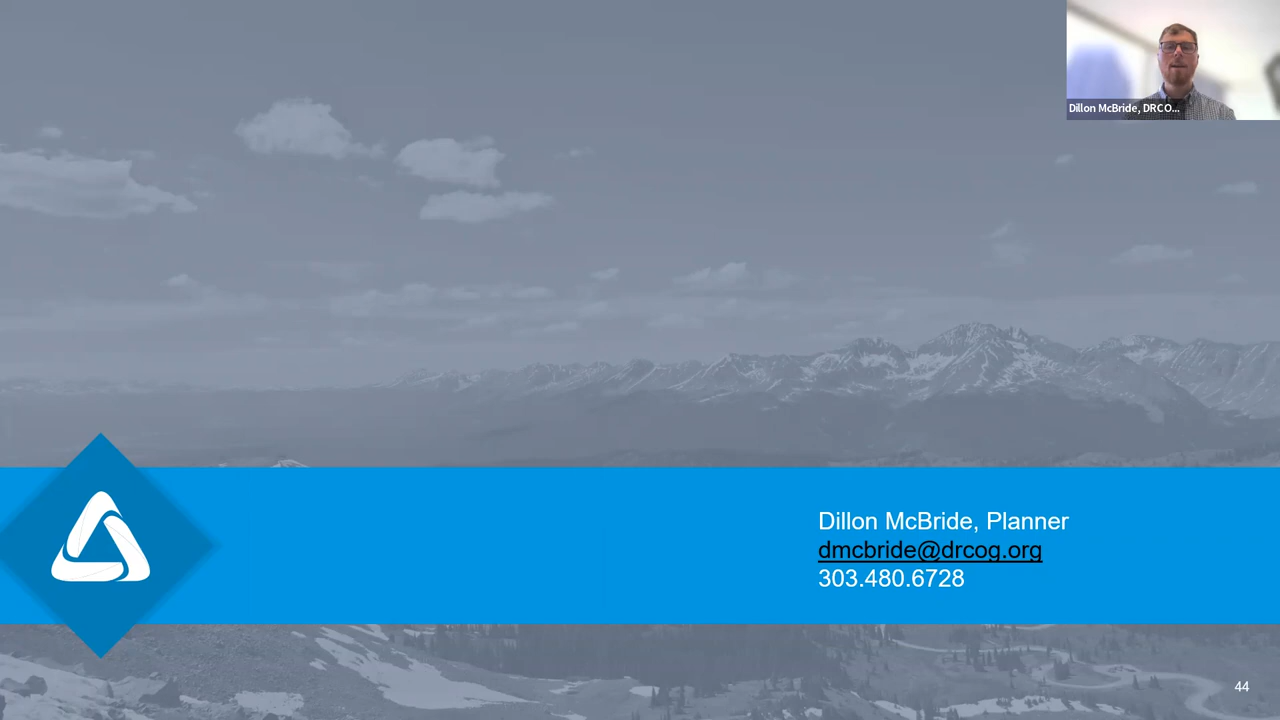 Dillon McBride, DRCO...
Dillon McBride, Planner
dmcbride@drcog.org
303.480.6728
44